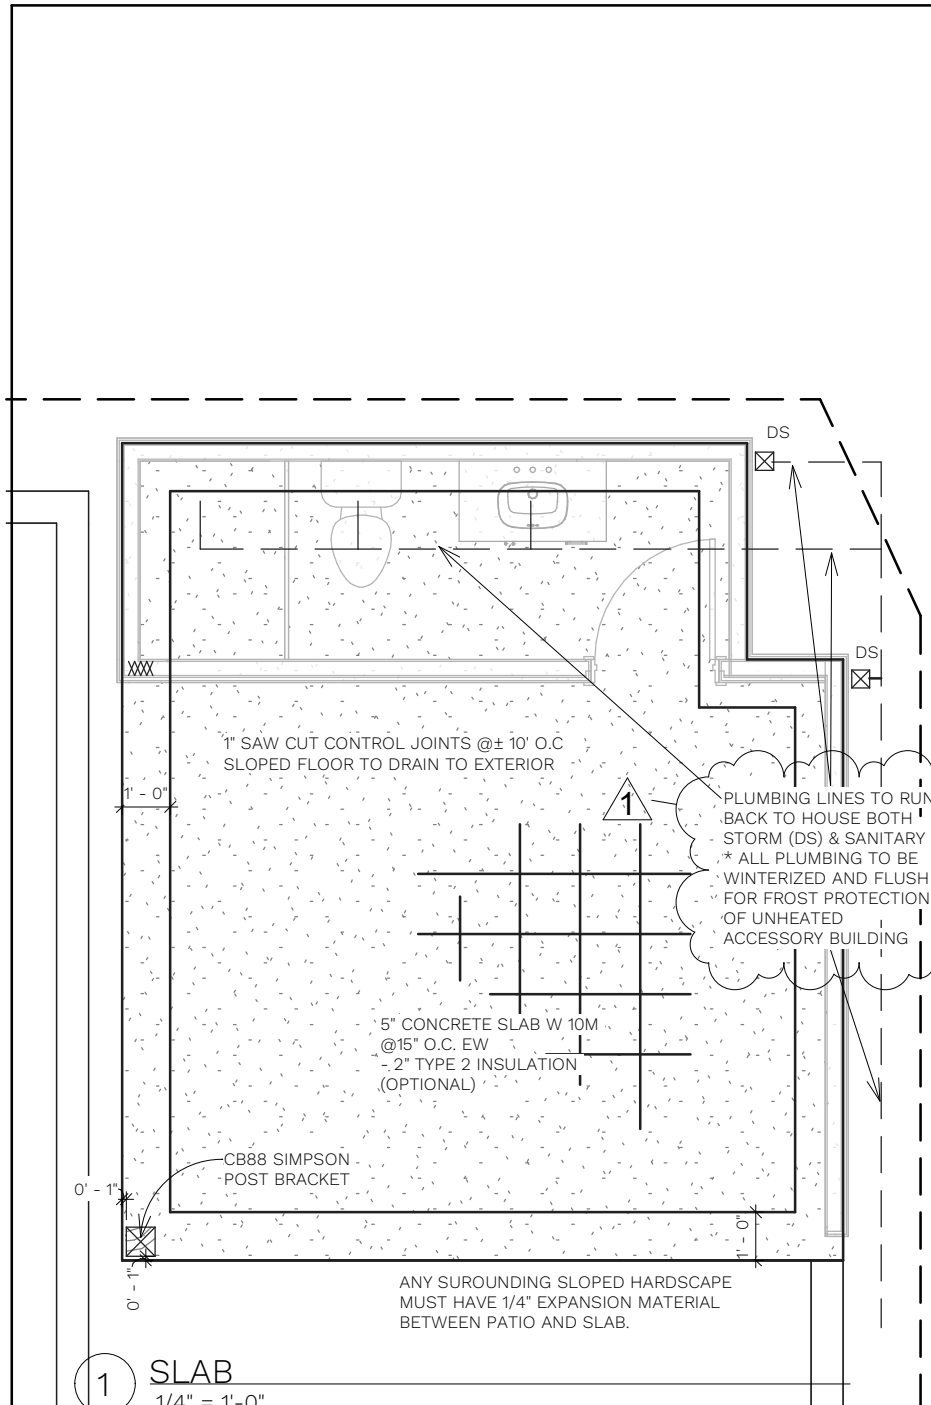 DS
DS
1" SAW CUT CONTROL JOINTS @± 10' O.C
SLOPED FLOOR TO DRAIN TO EXTERIOR
1' - 0"
1
PLUMBING LINES TO RUN
BACK TO HOUSE BOTH
STORM (DS) & SANITARY
* ALL PLUMBING TO BE
WINTERIZED AND FLUSH
FOR FROST PROTECTION
OF UNHEATED
ACCESSORY BUILDING
5" CONCRETE SLAB W 10M
@15" O.C. EW
- 2" TYPE 2 INSULATION
(OPTIONAL)
CB88 SIMPSON
POST BRACKET
0' - 1"
0' - 1"
1' - 0"
ANY SUROUNDING SLOPED HARDSCAPE
MUST HAVE 1/4" EXPANSION MATERIAL
BETWEEN PATIO AND SLAB.
1
SLAB
1/4" = 1'-0"